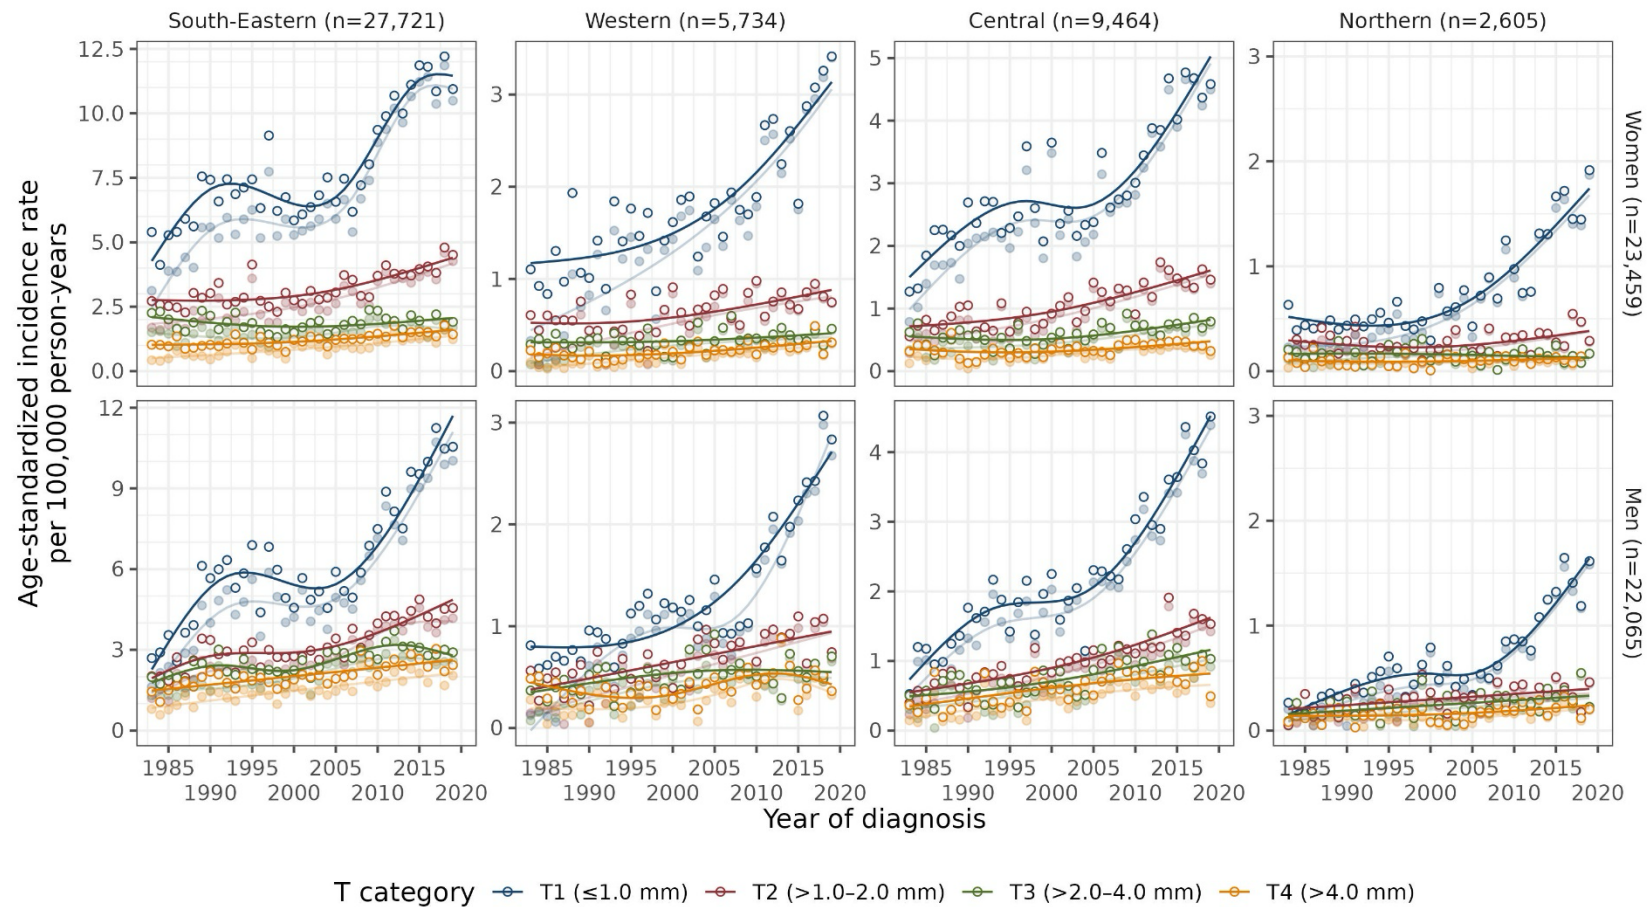 South-Eastern (n=27,721)
Western (n=5,734)
Central (n=9,464)
Northern (n=2,605)
12.5
10.0
7.5
5.0
2.5
0.0
3
2
1
0
5
4
3
2
1
0
3
2
1
0
Women (n=23,459)
Age-standardized incidence rate
per 100,000 person-years
12
9
6
3
0
3
2
1
0
4
3
2
1
0
3
2
1
0
Men (n=22,065)
1985 1995 2005 2015
1990 2000 2010 2020
1985 1995 2005 2015
1990 2000 2010 2020
1985 1995 2005 2015
1990 2000 2010 2020
1985 1995 2005 2015
1990 2000 2010 2020
Year of diagnosis
T category T1 (≤1.0 mm) T2 (>1.0–2.0 mm) T3 (>2.0–4.0 mm) T4 (>4.0 mm)